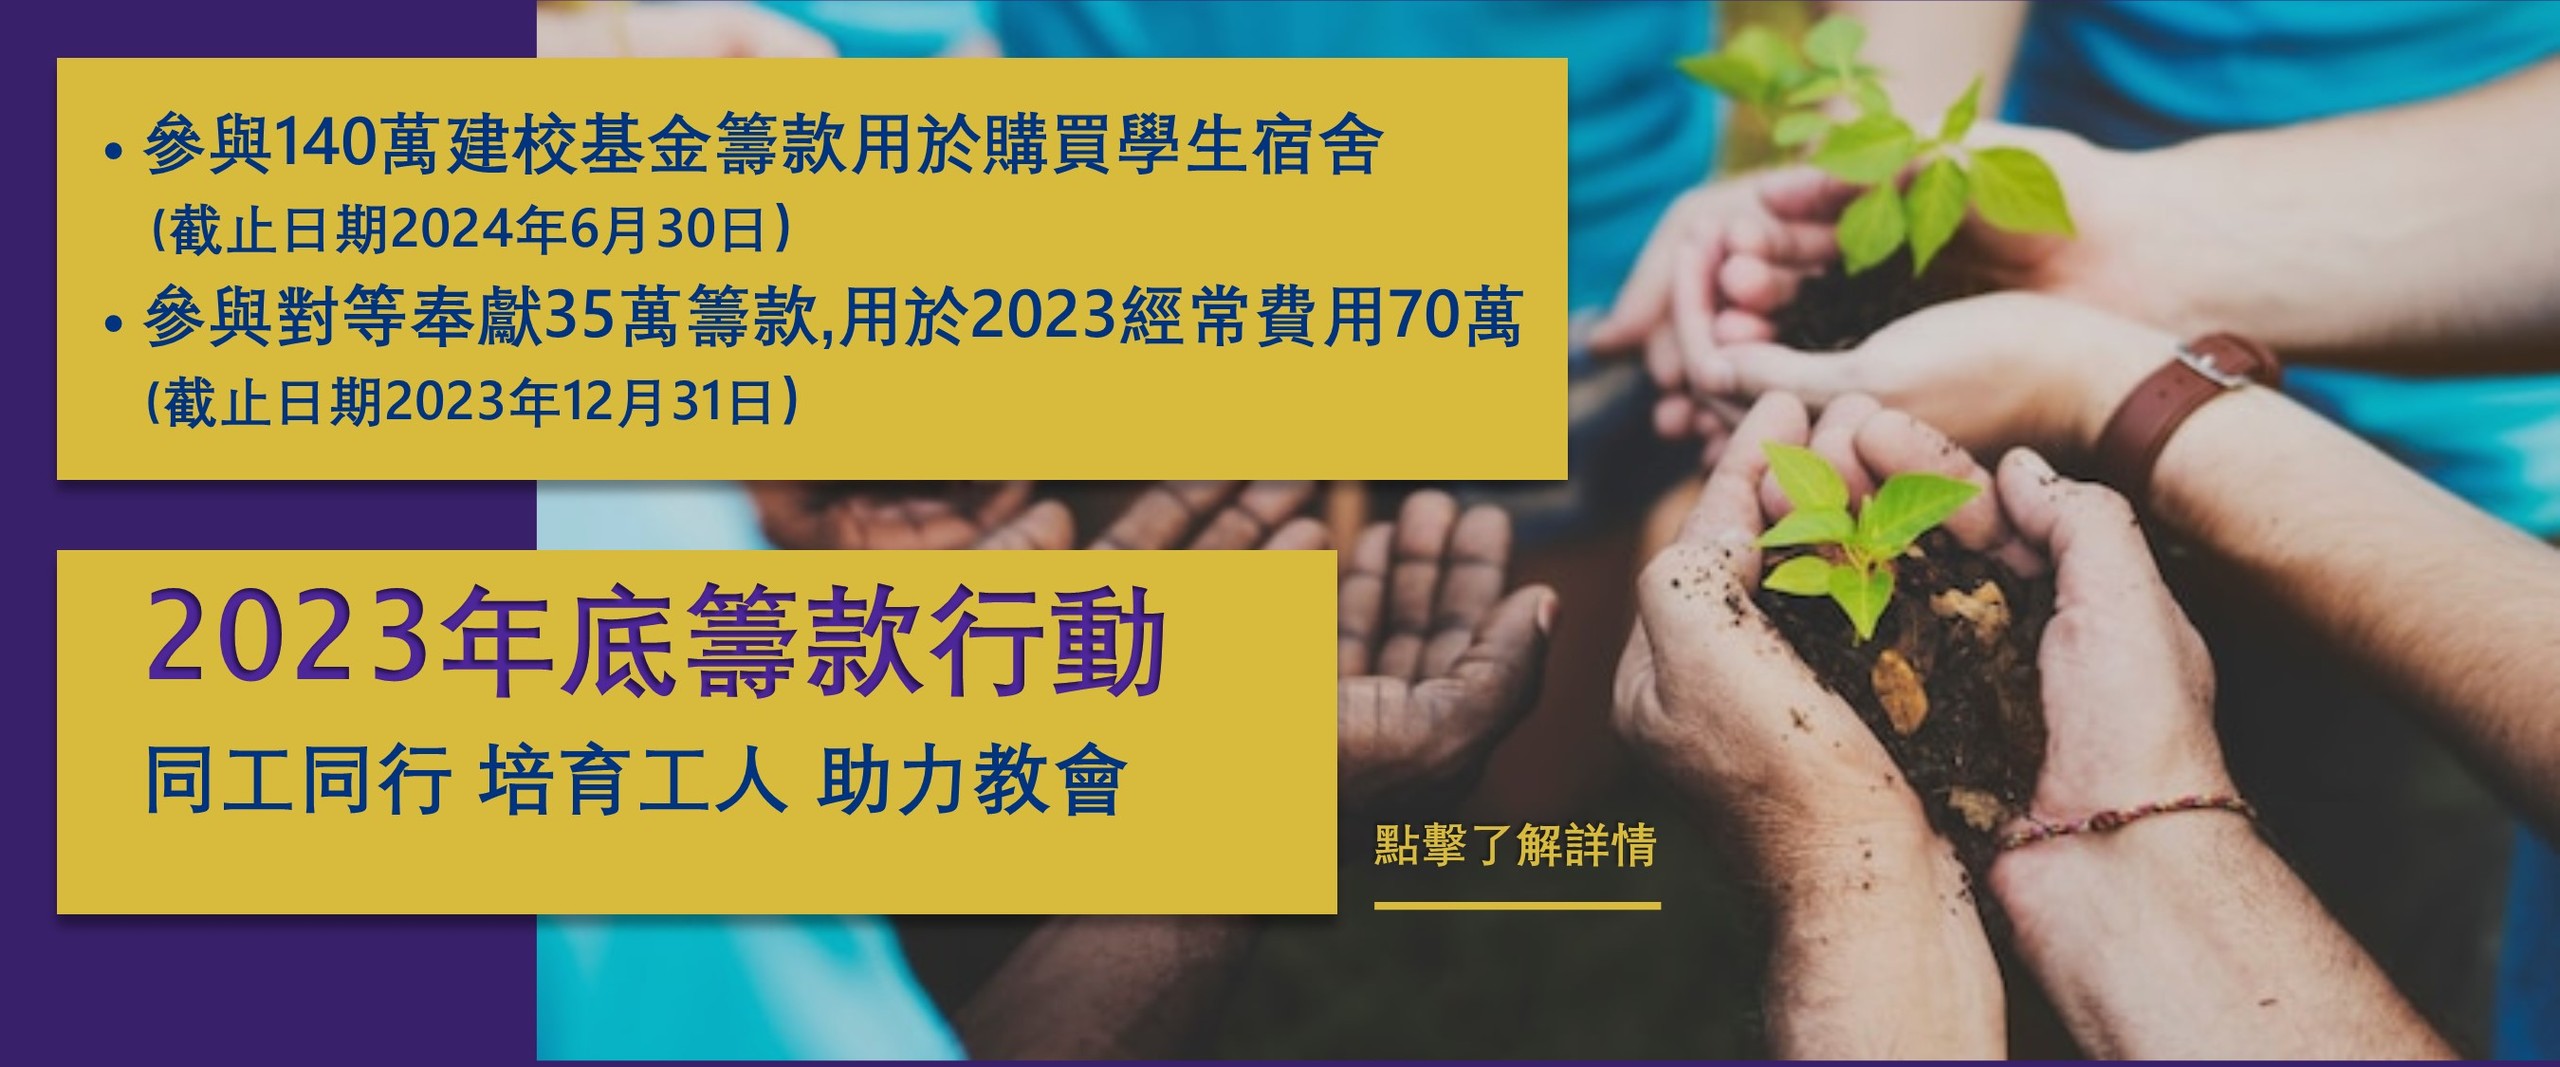 • 參與140萬建校基金籌款用於購買學生宿舍
(截止日期2024年6月30日)
• 參與對等奉獻35萬籌款,用於2023經常費用70萬
(截止日期2023年12月31日)
2023年底籌款行動
同工同行 培育工人 助力教會
點擊了解詳情